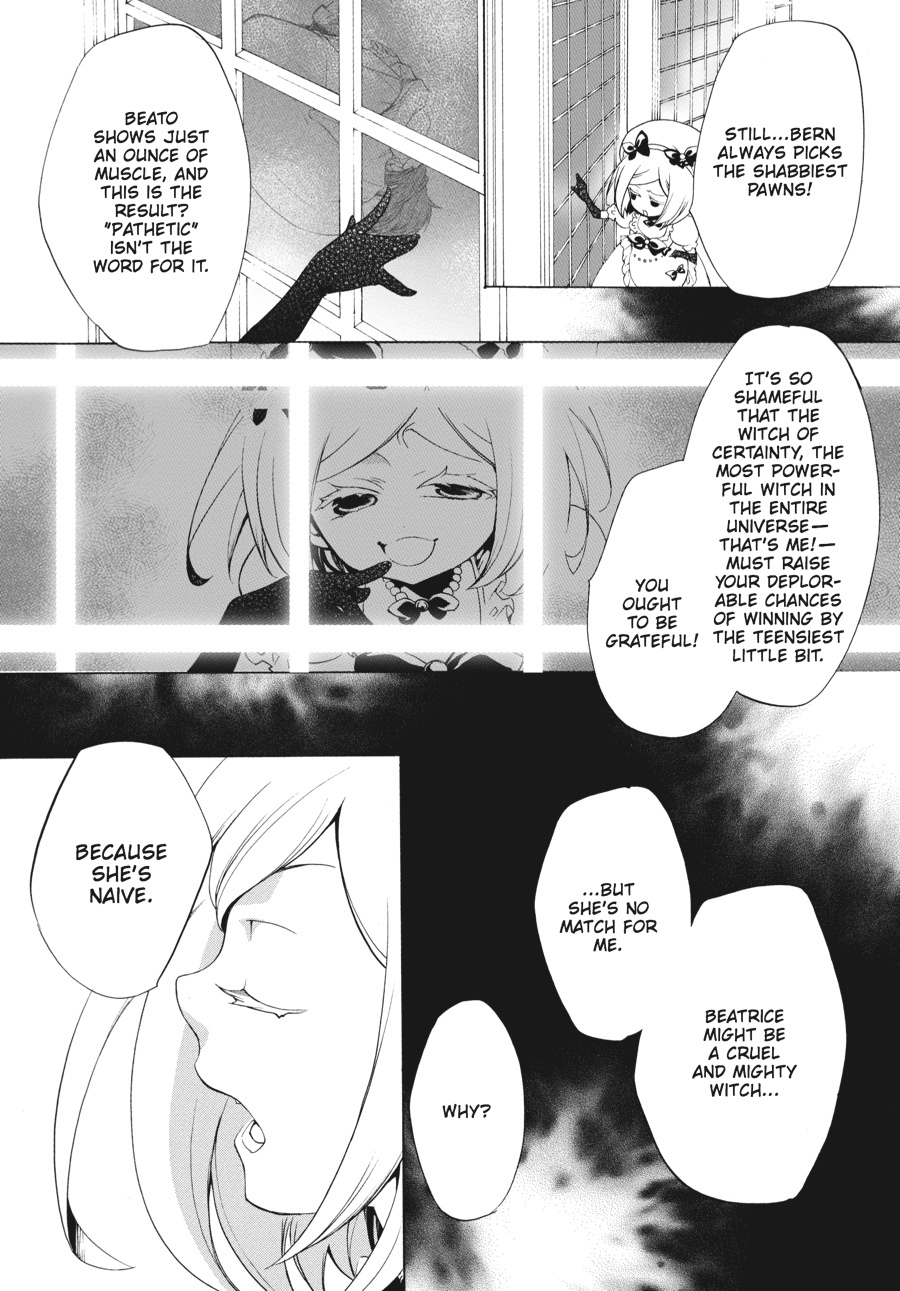 STILL...BERN
ALWAYS PICKS
THE SHABBIEST
PAWNS!
BEATO
SHOWS JUST
AN OUNCE OF
MUSCLE, AND
THIS IS THE
RESULT?
"PATHETIC"
ISN'T THE
WORD FOR IT.
IT'S SO
SHAMEFUL
THAT THE
WITCH OF
CERTAINTY, THE
MOST POWER-
FUL WITCH IN
THE ENTIRE
UNIVERSE—
THAT'S ME!—
MUST RAISE
YOUR DEPLOR-
ABLE CHANCES
OF WINNING BY
THE TEENSIEST
LITTLE BIT.
YOU
OUGHT
TO BE
GRATEFUL!
BEATRICE
MIGHT BE
A CRUEL
AND MIGHTY
WITCH...
...BUT
SHE'S NO
MATCH FOR
ME.
WHY?
BECAUSE
SHE'S
NAIVE.